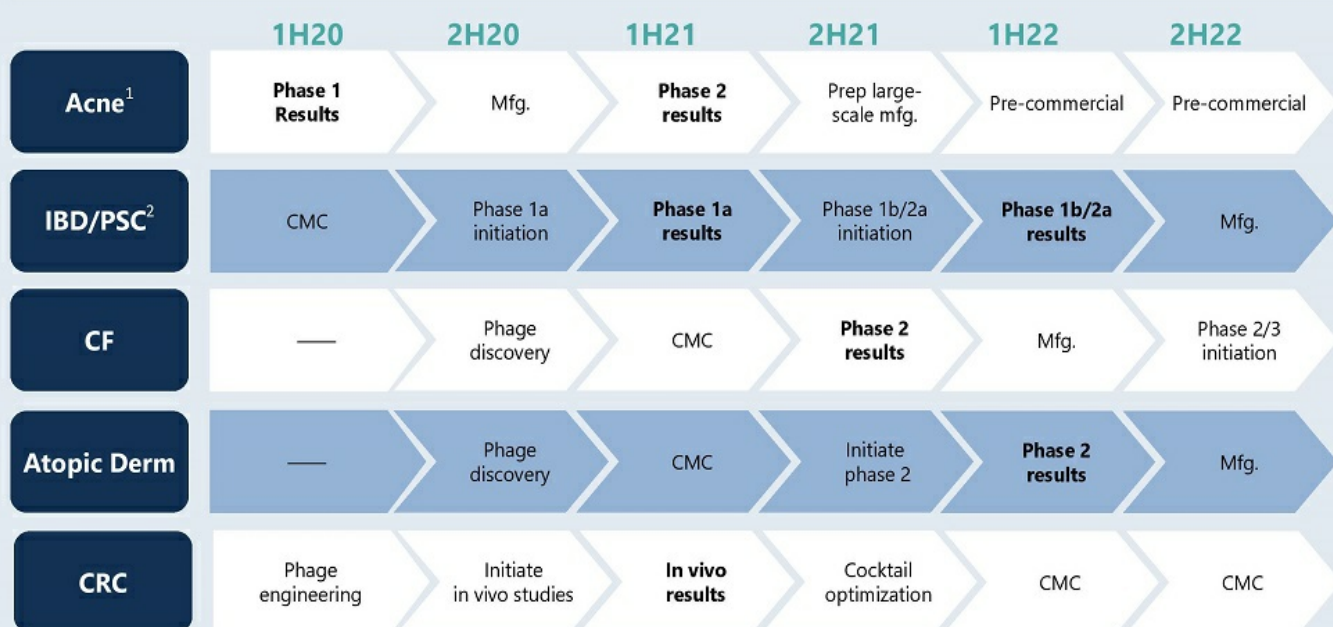 1H20 2H20 1H21 2H21 1H22 2H22
Acne1
Phase 1
Results
Mfg.
Phase 2
results
Prep large-
scale mfg.
Pre-commercial
Pre-commercial
IBD/PSC2
CMC
Phase 1a
initiation
Phase 1a
results
Phase 1b/2a
initiation
Phase 1b/2a
results
Mfg.
CF
—
Phage
discovery
CMC
Phase 2
results
Mfg.
Phase 2/3
initiation
Atopic Derm
—
Phage
discovery
CMC
Initiate
phase 2
Phase 2
results
Mfg.
CRC
Phage
engineering
Initiate
in vivo studies
In vivo
results
Cocktail
optimization
CMC
CMC